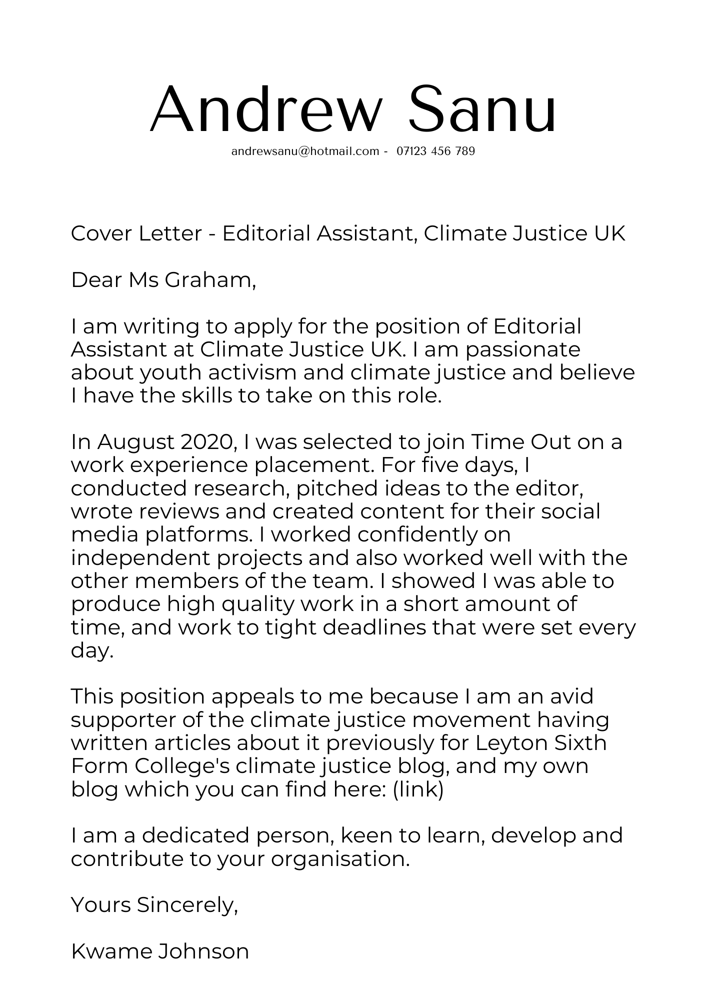 Andrew Sanu
andrewsanu@hotmail.com - 07123 456 789
Cover Letter - Editorial Assistant, Climate Justice UK
Dear Ms Graham,
I am writing to apply for the position of Editorial
Assistant at Climate Justice UK. I am passionate
about youth activism and climate justice and believe
I have the skills to take on this role.
In August 2020, I was selected to join Time Out on a
work experience placement. For five days, I
conducted research, pitched ideas to the editor,
wrote reviews and created content for their social
media platforms. I worked confidently on
independent projects and also worked well with the
other members of the team. I showed I was able to
produce high quality work in a short amount of
time, and work to tight deadlines that were set every
day.
This position appeals to me because I am an avid
supporter of the climate justice movement having
written articles about it previously for Leyton Sixth
Form College's climate justice blog, and my own
blog which you can find here: (link)
I am a dedicated person, keen to learn, develop and
contribute to your organisation.
Yours Sincerely,
Kwame Johnson